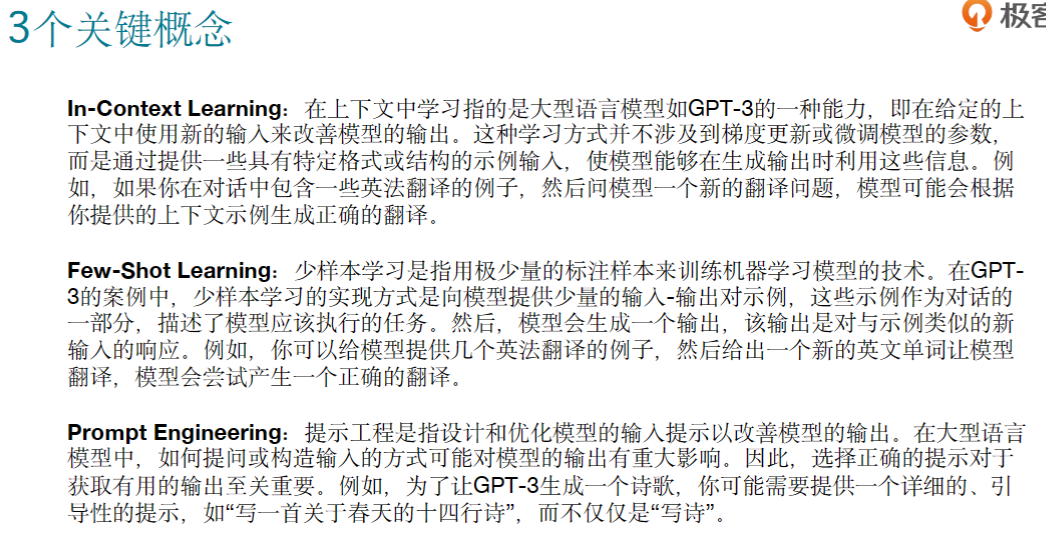 3个关键概念
极客
In-Context Learning：在上下文中学习指的是大型语言模型如GPT-3的一种能力，即在给定的上
下文中使用新的输入来改善模型的输出。这种学习方式并不涉及到梯度更新或微调模型的参数，
而是通过提供一些具有特定格式或结构的示例输入，使模型能够在生成输出时利用这些信息。例
如，如果你在对话中包含一些英法翻译的例子，然后问模型一个新的翻译问题，模型可能会根据
你提供的上下文示例生成正确的翻译。
Few-Shot Learning：少样本学习是指用极少量的标注样本来训练机器学习模型的技术。在GPT-
3的案例中，少样本学习的实现方式是向模型提供少量的输入-输出对示例，这些示例作为对话的
一部分，描述了模型应该执行的任务。然后，模型会生成一个输出，该输出是对与示例类似的新
输入的响应。例如，你可以给模型提供几个英法翻译的例子，然后给出一个新的英文单词让模型
翻译，模型会尝试产生一个正确的翻译。
Prompt Engineering：提示工程是指设计和优化模型的输入提示以改善模型的输出。在大型语言
模型中，如何提问或构造输入的方式可能对模型的输出有重大影响。因此，选择正确的提示对于
获取有用的输出至关重要。例如，为了让GPT-3生成一个诗歌，你可能需要提供一个详细的、引
导性的提示，如“写一首关于春天的十四行诗”，而不仅仅是“写诗”。